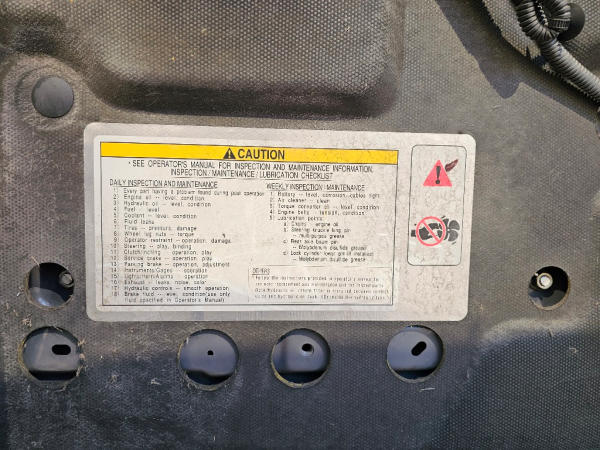 CAUTION
* SEE OPERATOR'S MANUAL FOR INSPECTION AND MAINTENANCE INFORMATION,
INSPECTION / MAINTENANCE / LUBRICATION CHECKLIST
DAILY INSPECTION AND MAINTENANCE
1) Every part having a problem found during past operation
2) Engine oil -- level, condition
3) Hydraulic oil -- level, condition
4) Fuel -- level
5) Coolant -- level, condition
6) Fluid leaks
7) Tires -- pressure, damage
8) Wheel lug nuts -- torque
9) Operator restraint -- operation, damage
10) Steering -- play, binding
11) Clutch/Inching -- operation, play
12) Service brake -- operation, play
13) Parking brake -- operation, adjustment
14) Instruments/Gages -- operation
15) Lights/Horn/Alarms -- operation
16) Exhaust -- leaks, noise, color
17) Hydraulic controls -- smooth operation
18) Brake fluid -- level, condition(use only
fluid specified in Operator's Manual)
WEEKLY INSPECTION / MAINTENANCE
1) Battery -- level, corrosion, cables tight
2) Air cleaner -- clean
3) Torque converter oil -- level, condition
4) Engine belts -- tension, condition
5) Lubrication points
a) Chains -- engine oil
b) Steering knuckle king pin
-- multi-purpose grease
c) Rear axle beam pin
-- Molybdenum disulfide grease
d) Lock cylinder lower pin (if installed)
-- Molybdenum disulfide grease
OTHERS